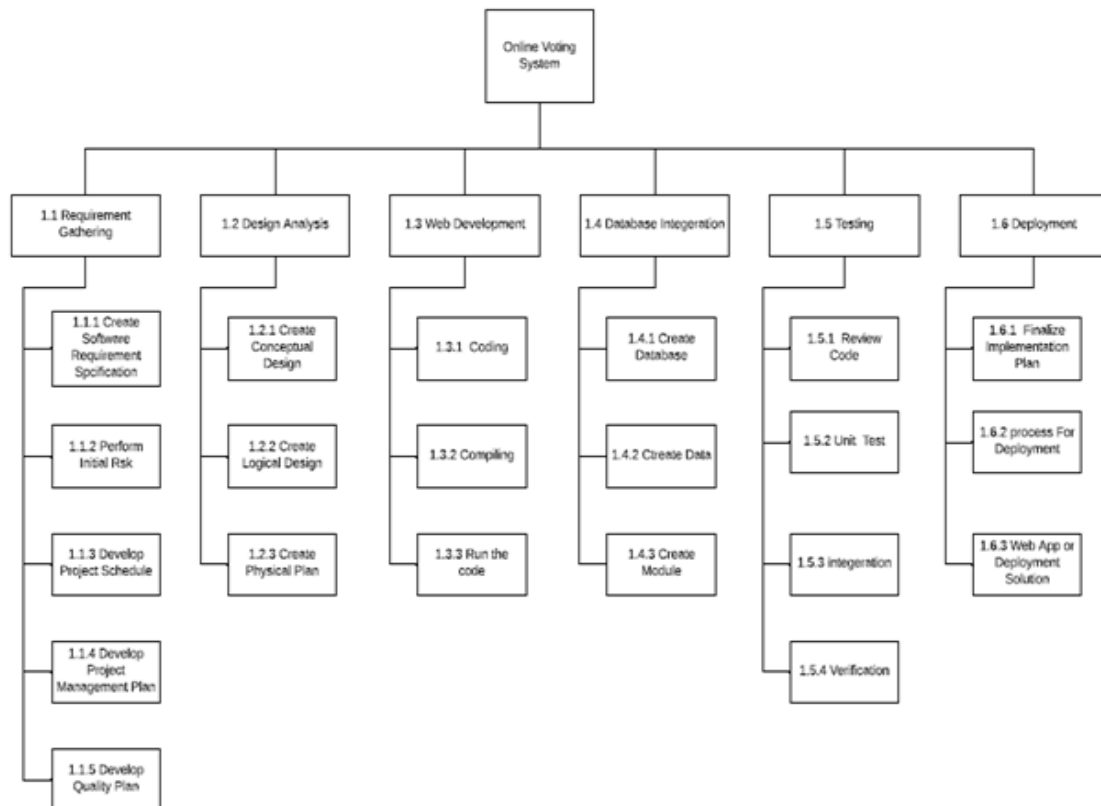 Online Voting
System
1.1 Requirement
Gathering
1.2 Design Analysis
1.3 Web Development
1.4 Database Integeration
1.5 Testing
1.6 Deployment
1.1.1 Create
Software
Requirement
Spcification
1.1.2 Perform
Initial Rsk
1.1.3 Develop
Project Schedule
1.1.4 Develop
Project
Management Plan
1.1.5 Develop
Quality Plan
1.2.1 Create
Conceptual
Design
1.2.2 Create
Logical Design
1.2.3 Create
Physical Plan
1.3.1 Coding
1.3.2 Compiling
1.3.3 Run the
code
1.4.1 Create
Database
1.4.2 Ctreate Data
1.4.3 Create
Module
1.5.1 Review
Code
1.5.2 Unit Test
1.5.3 integeration
1.5.4 Verification
1.6.1 Finalize
Implementation
Plan
1.6.2 process For
Deployment
1.6.3 Web App or
Deployment
Solution